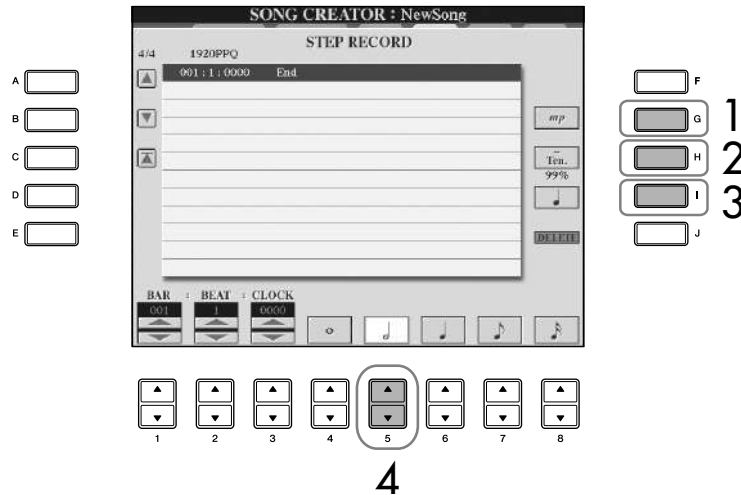 SONG CREATOR : NewSong
STEP RECORD
4/4 1920PPQ
001 : 1 : 0000 End
A
B
C
D
E
F
G 1
H 2
I 3
J
mp
Ten.
99%
DELETE
BAR : BEAT : CLOCK
001 1 0000
1 2 3 4 5 6 7 8
4